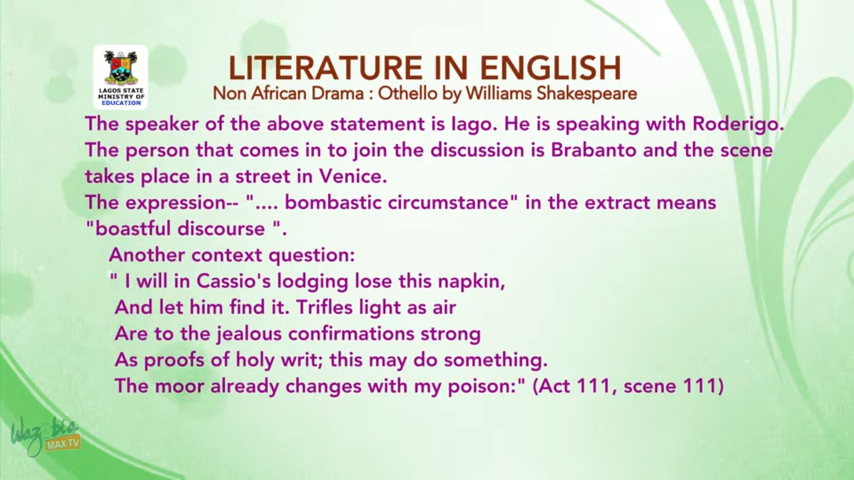 LAGOS STATE
MINISTRY OF
EDUCATION
LITERATURE IN ENGLISH
Non African Drama : Othello by Williams Shakespeare
The speaker of the above statement is Iago. He is speaking with Roderigo.
The person that comes in to join the discussion is Brabanto and the scene
takes place in a street in Venice.
The expression-- ".... bombastic circumstance" in the extract means
"boastful discourse ".
Another context question:
" I will in Cassio's lodging lose this napkin,
And let him find it. Trifles light as air
Are to the jealous confirmations strong
As proofs of holy writ; this may do something.
The moor already changes with my poison:" (Act 111, scene 111)
MAX TV